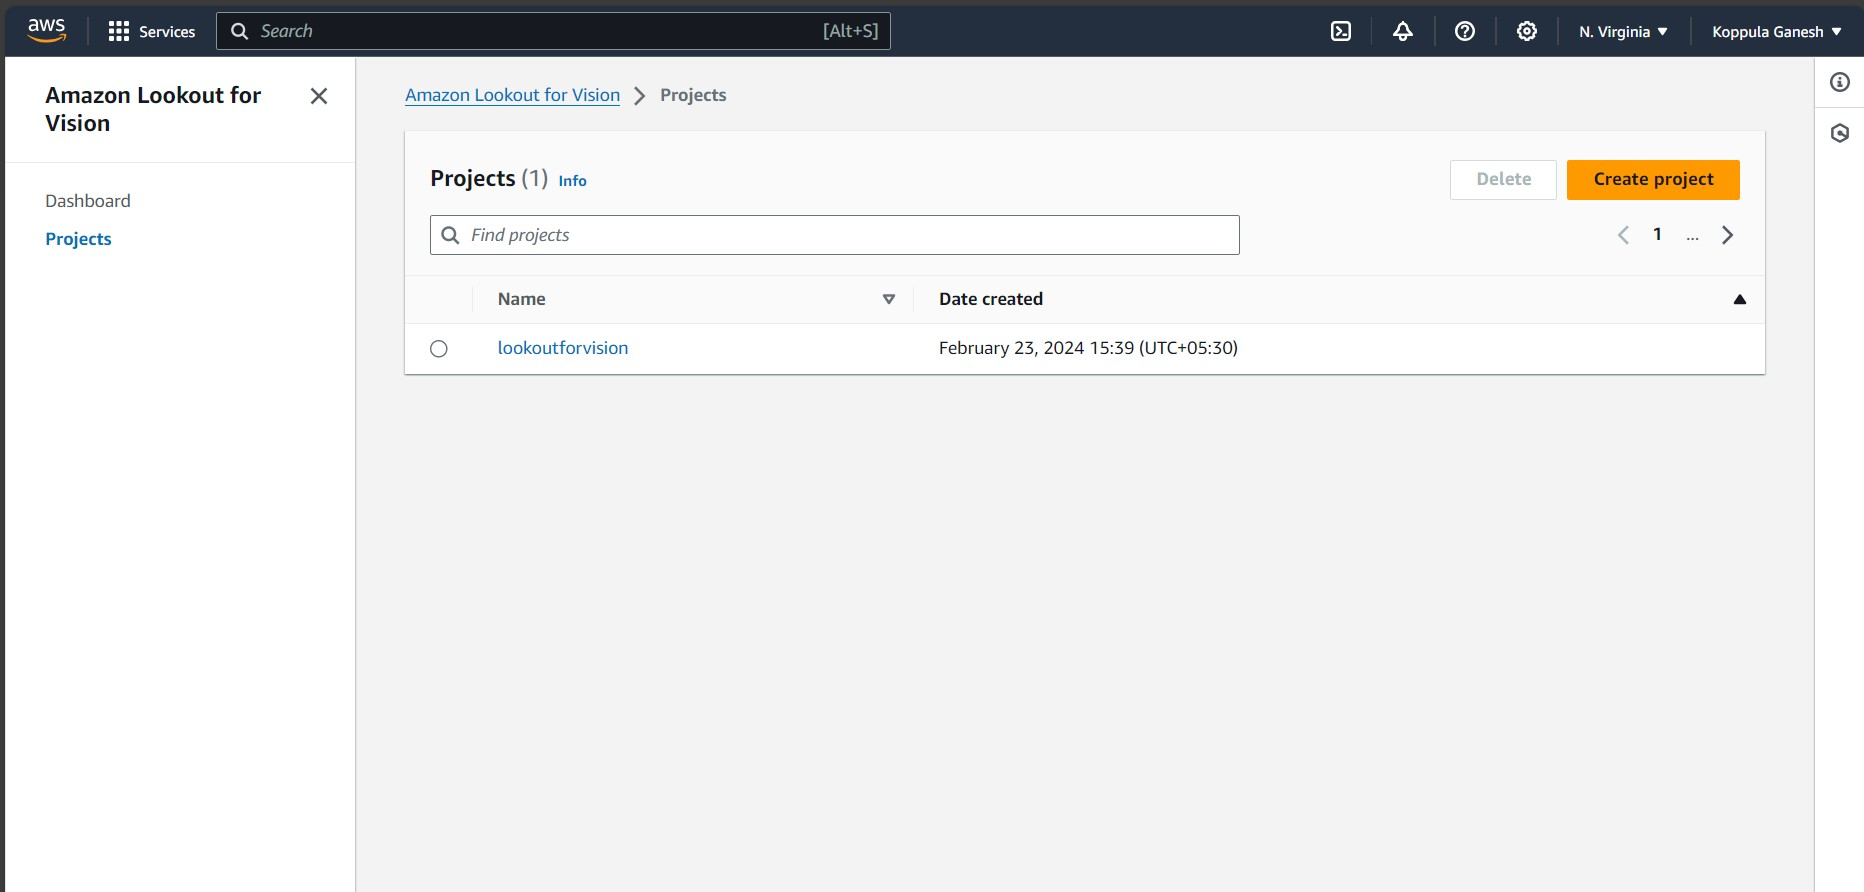 aws
Services
Search [Alt+S]
N. Virginia
Koppula Ganesh
Amazon Lookout for
Vision
Dashboard
Projects
Amazon Lookout for Vision > Projects
Projects (1) Info
Delete
Create project
Find projects
1 ...
Name Date created
lookoutforvision February 23, 2024 15:39 (UTC+05:30)